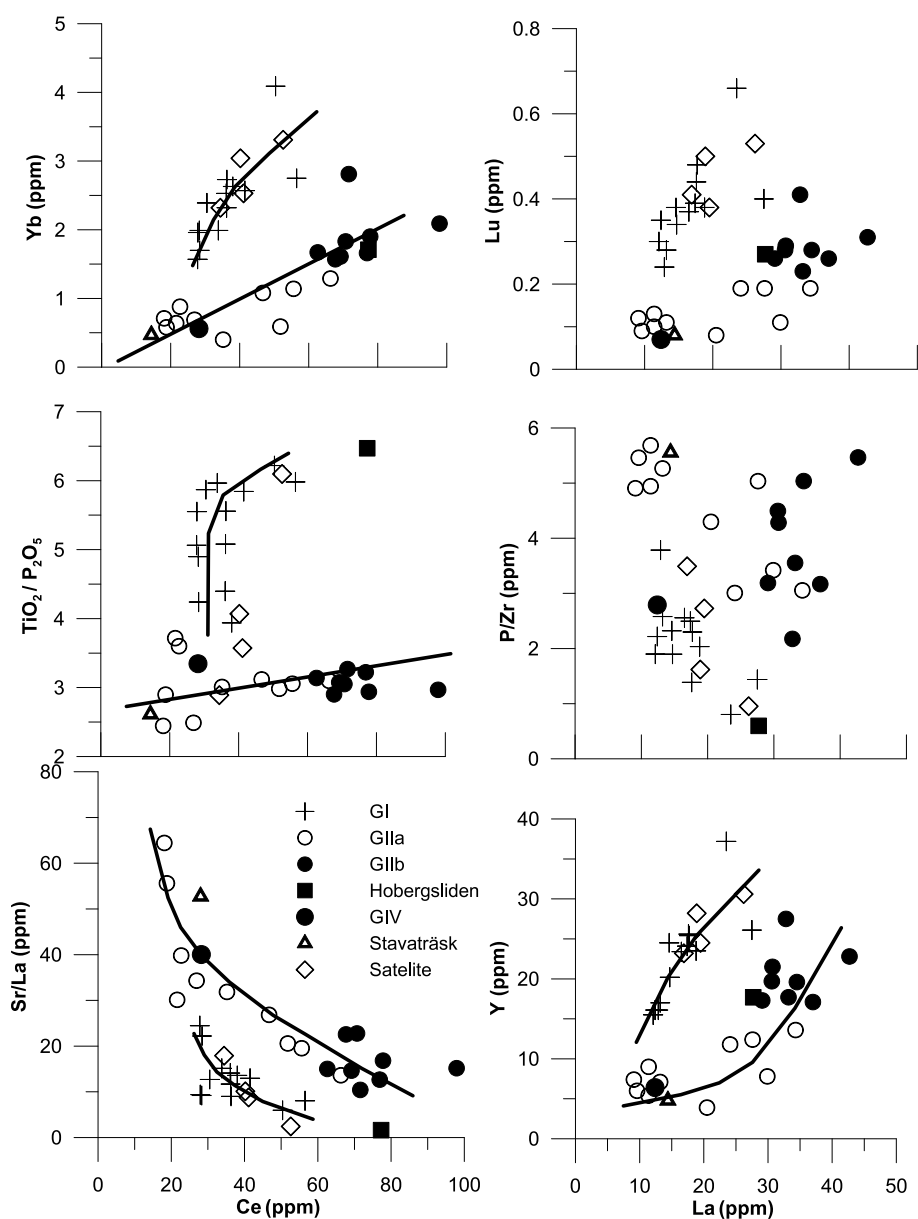 5
4
3
2
1
0
Yb (ppm)
0.8
0.6
0.4
0.2
0.0
Lu (ppm)
7
6
5
4
3
2
TiO2 / P2O5
6
4
2
0
P/Zr (ppm)
80
60
40
20
0
Sr/La (ppm)
GI
GIIa
GIIb
Hobergsliden
GIV
Stavaträsk
Satelite
0 20 40 60 80 100
Ce (ppm)
40
30
20
10
0
Y (ppm)
0 10 20 30 40 50
La (ppm)